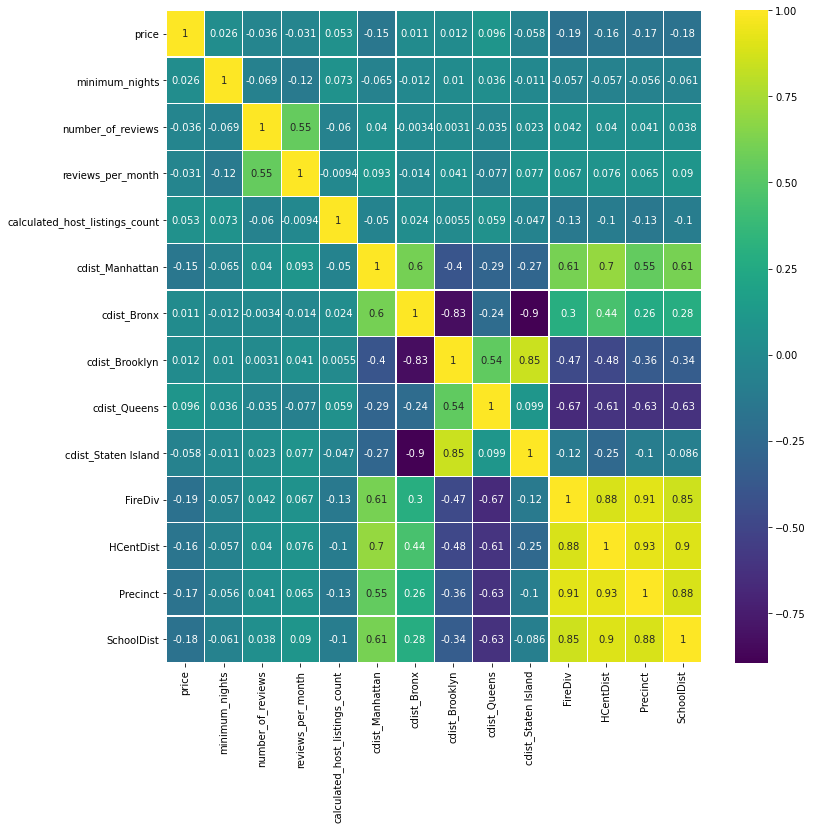 price 1 0.026 -0.036 -0.031 0.053 -0.15 0.011 0.012 0.096 -0.058 -0.19 -0.16 -0.17 -0.18
minimum_nights 0.026 1 -0.069 -0.12 0.073 -0.065 -0.012 0.01 0.036 -0.011 -0.057 -0.057 -0.056 -0.061
number_of_reviews -0.036 -0.069 1 0.55 -0.06 0.04 -0.0034 0.0031 -0.035 0.023 0.042 0.04 0.041 0.038
reviews_per_month -0.031 -0.12 0.55 1 -0.0094 0.093 -0.014 0.041 -0.077 0.077 0.067 0.076 0.065 0.09
calculated_host_listings_count 0.053 0.073 -0.06 -0.0094 1 -0.05 0.024 0.0055 0.059 -0.047 -0.13 -0.1 -0.13 -0.1
cdist_Manhattan -0.15 -0.065 0.04 0.093 -0.05 1 0.6 -0.4 -0.29 -0.27 0.61 0.7 0.55 0.61
cdist_Bronx 0.011 -0.012 -0.0034 -0.014 0.024 0.6 1 -0.83 -0.24 -0.9 0.3 0.44 0.26 0.28
cdist_Brooklyn 0.012 0.01 0.0031 0.041 0.0055 -0.4 -0.83 1 0.54 0.85 -0.47 -0.48 -0.36 -0.34
cdist_Queens 0.096 0.036 -0.035 -0.077 0.059 -0.29 -0.24 0.54 1 0.099 -0.67 -0.61 -0.63 -0.63
cdist_Staten Island -0.058 -0.011 0.023 0.077 -0.047 -0.27 -0.9 0.85 0.099 1 -0.12 -0.25 -0.1 -0.086
FireDiv -0.19 -0.057 0.042 0.067 -0.13 0.61 0.3 -0.47 -0.67 -0.12 1 0.88 0.91 0.85
HCentDist -0.16 -0.057 0.04 0.076 -0.1 0.7 0.44 -0.48 -0.61 -0.25 0.88 1 0.93 0.9
Precinct -0.17 -0.056 0.041 0.065 -0.13 0.55 0.26 -0.36 -0.63 -0.1 0.91 0.93 1 0.88
SchoolDist -0.18 -0.061 0.038 0.09 -0.1 0.61 0.28 -0.34 -0.63 -0.086 0.85 0.9 0.88 1
price
minimum_nights
number_of_reviews
reviews_per_month
calculated_host_listings_count
cdist_Manhattan
cdist_Bronx
cdist_Brooklyn
cdist_Queens
cdist_Staten Island
FireDiv
HCentDist
Precinct
SchoolDist
1.00
0.75
0.50
0.25
0.00
-0.25
-0.50
-0.75